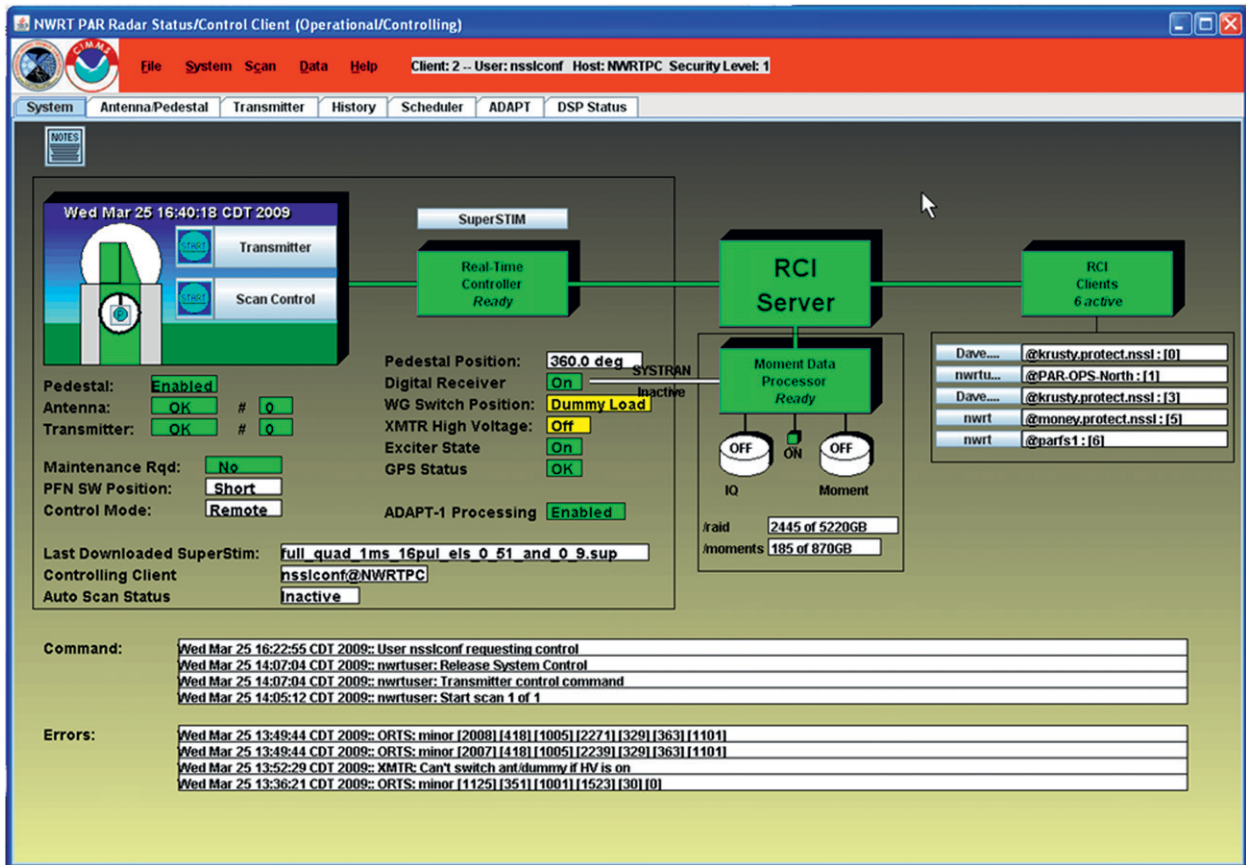 NWRT PAR Radar Status/Control Client (Operational/Controlling)
CIMMS
File System Scan Data Help Client: 2 -- User: nsslconf Host: NWRTPC Security Level: 1
System Antenna/Pedestal Transmitter History Scheduler ADAPT DSP Status
NOTES
Wed Mar 25 16:40:18 CDT 2009
START Transmitter
START Scan Control
P
SuperSTIM
Real-Time
Controller
Ready
RCI
Server
RCI
Clients
6 active
Pedestal: Enabled
Antenna: OK # 0
Transmitter: OK # 0
Maintenance Rqd: No
PFN SW Position: Short
Control Mode: Remote
Pedestal Position: 360.0 deg
Digital Receiver On
WG Switch Position: Dummy Load
XMTR High Voltage: Off
Exciter State On
GPS Status OK
ADAPT-1 Processing Enabled
SYSTRAN
Inactive
Moment Data
Processor
Ready
OFF ON OFF
IQ Moment
/raid 2445 of 5220GB
/moments 185 of 870GB
Dave.... @krusty.protect.nssl : [0]
nwrtu... @PAR-OPS-North : [1]
Dave.... @krusty.protect.nssl : [3]
nwrt @money.protect.nssl : [5]
nwrt @parfs1 : [6]
Last Downloaded SuperStim: full_quad_1ms_16pul_els_0_51_and_0_9.sup
Controlling Client nsslconf@NWRTPC
Auto Scan Status Inactive
Command: Wed Mar 25 16:22:55 CDT 2009:: User nsslconf requesting control
Wed Mar 25 14:07:04 CDT 2009:: nwrtuser: Release System Control
Wed Mar 25 14:07:04 CDT 2009:: nwrtuser: Transmitter control command
Wed Mar 25 14:05:12 CDT 2009:: nwrtuser: Start scan 1 of 1
Errors: Wed Mar 25 13:49:44 CDT 2009:: ORTS: minor [2008] [418] [1005] [2271] [329] [363] [1101]
Wed Mar 25 13:49:44 CDT 2009:: ORTS: minor [2007] [418] [1005] [2239] [329] [363] [1101]
Wed Mar 25 13:52:29 CDT 2009:: XMTR: Can't switch ant/dummy if HV is on
Wed Mar 25 13:36:21 CDT 2009:: ORTS: minor [1125] [351] [1001] [1523] [30] [0]